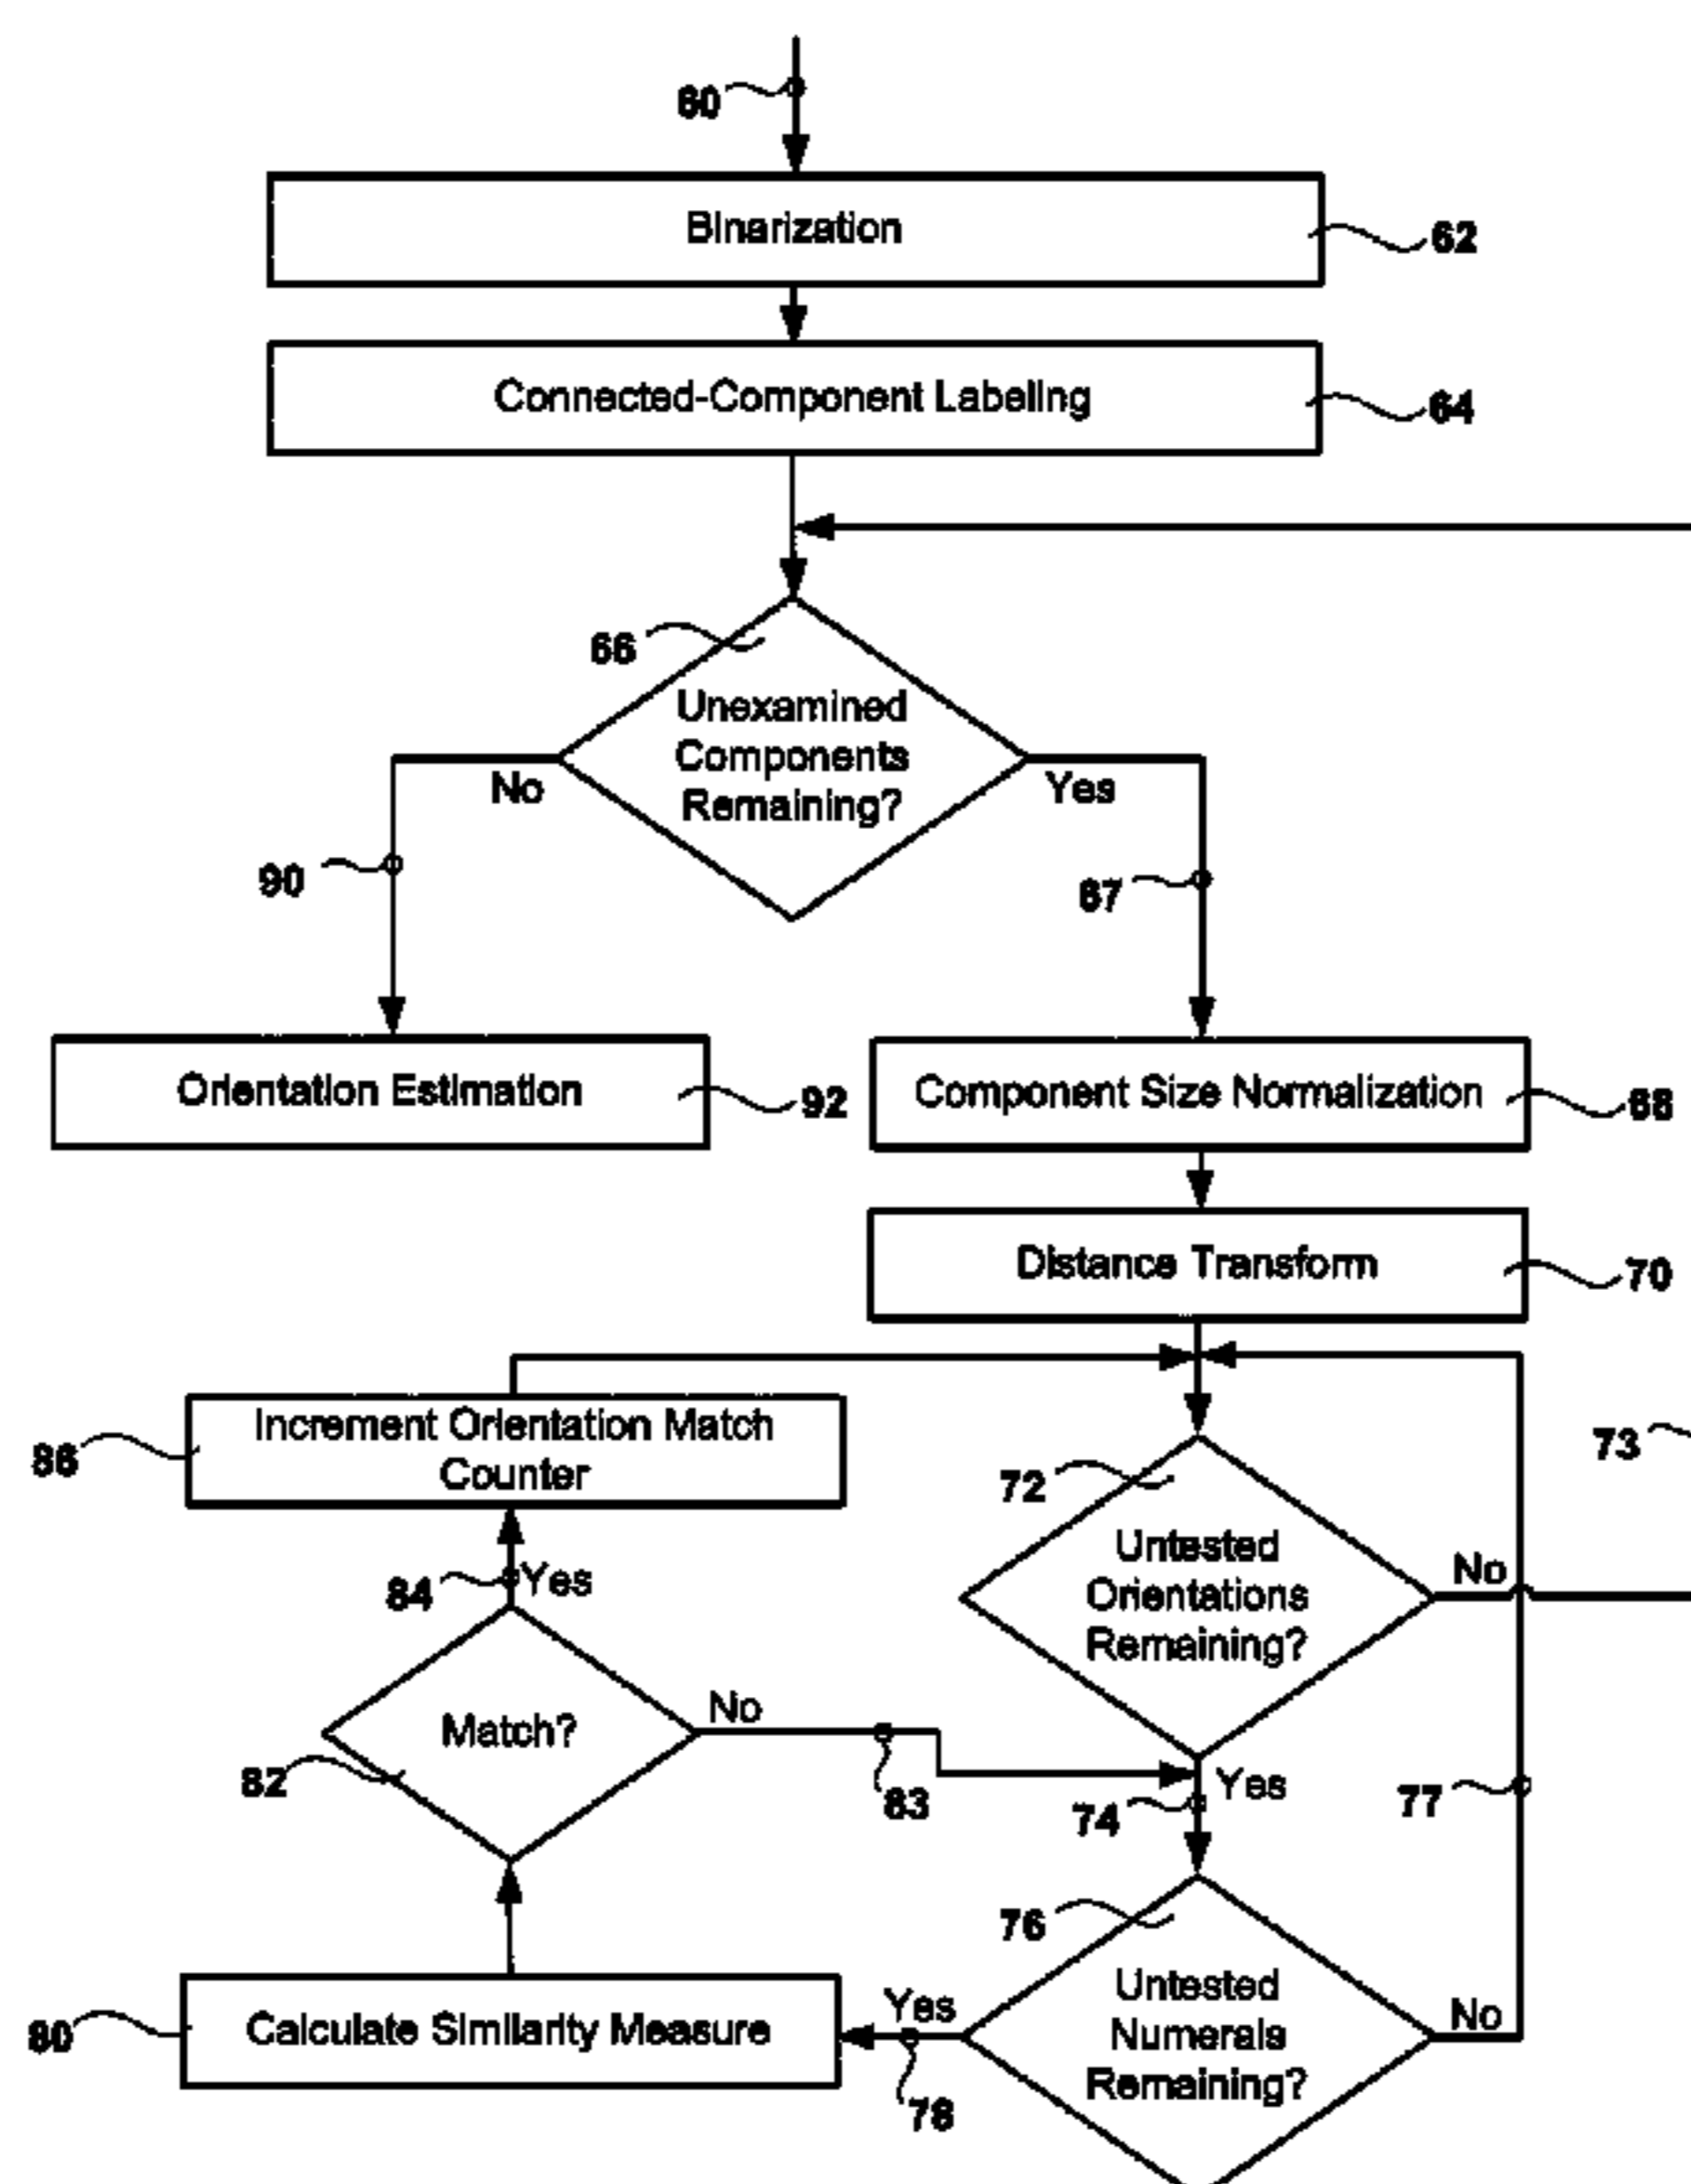 60
Binarization
62
Connected-Component Labeling
64
66
Unexamined
Components
Remaining?
No
Yes
90
67
Orientation Estimation
92
Component Size Normalization
68
Distance Transform
70
Increment Orientation Match
Counter
86
73
72
Untested
Orientations
Remaining?
No
84
Yes
Match?
No
82
83
Yes
74
77
76
Untested
Numerals
Remaining?
No
Yes
Calculate Similarity Measure
80
78